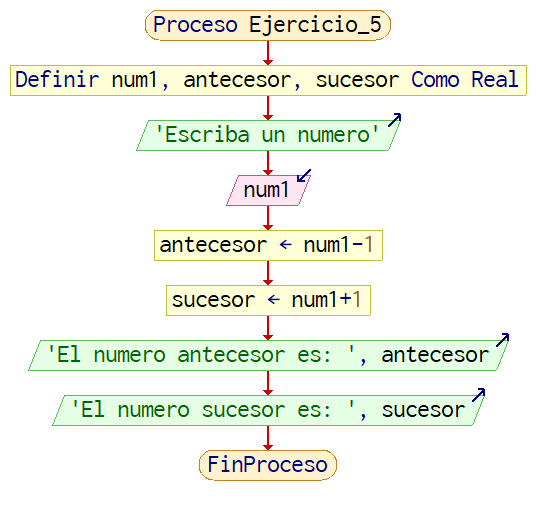 Proceso Ejercicio_5
Definir num1, antecesor, sucesor Como Real
'Escriba un numero'
num1
antecesor ← num1-1
sucesor ← num1+1
'El numero antecesor es: ', antecesor
'El numero sucesor es: ', sucesor
FinProceso